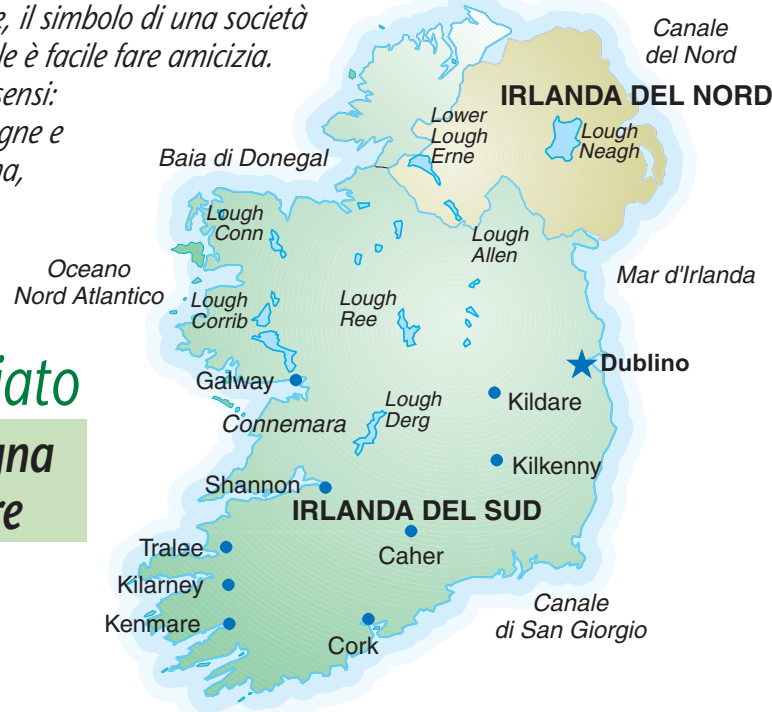 e, il simbolo di una società
le è facile fare amicizia.
sensi:
gne e
na,
iato
gna
re
Canale
del Nord
IRLANDA DEL NORD
Lower
Lough
Erne
Lough
Neagh
Baia di Donegal
Lough
Conn
Lough
Allen
Oceano
Nord Atlantico
Mar d'Irlanda
Lough
Corrib
Lough
Ree
Dublino
Galway
Kildare
Lough
Derg
Connemara
Kilkenny
Shannon
IRLANDA DEL SUD
Tralee
Caher
Kilarney
Kenmare
Canale
di San Giorgio
Cork